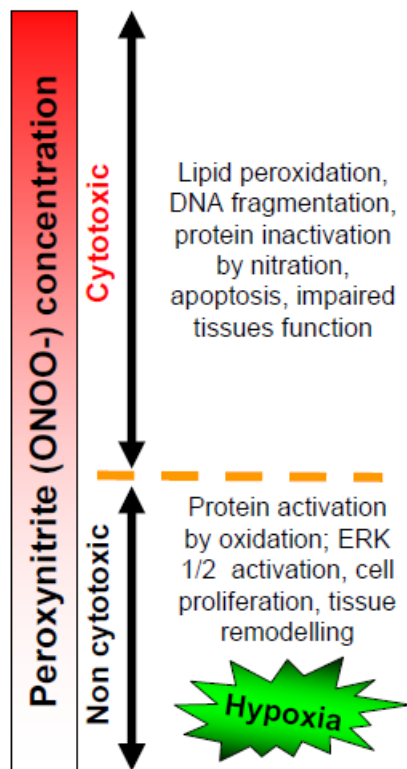 Peroxynitrite (ONOO-) concentration
Cytotoxic
Lipid peroxidation,
DNA fragmentation,
protein inactivation
by nitration,
apoptosis, impaired
tissues function
Non cytotoxic
Protein activation
by oxidation; ERK
1/2 activation, cell
proliferation, tissue
remodelling
Hypoxia